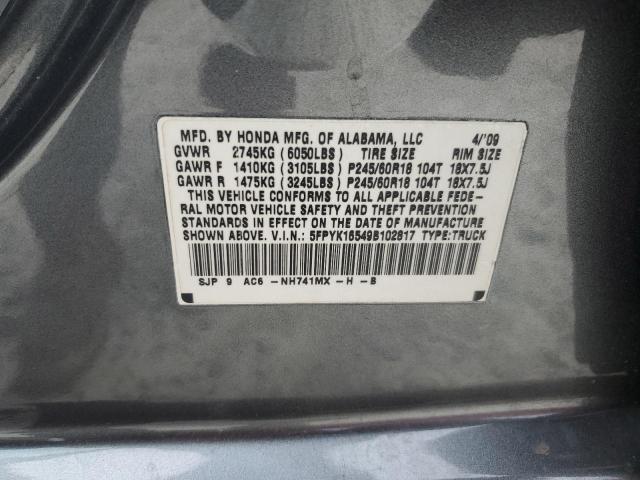 MFD. BY HONDA MFG. OF ALABAMA, LLC 4/'09
GVWR 2745KG (6050LBS) TIRE SIZE RIM SIZE
GAWR F 1410KG (3105LBS) P245/60R18 104T 18X7.5J
GAWR R 1475KG (3245LBS) P245/60R18 104T 18X7.5J
THIS VEHICLE CONFORMS TO ALL APPLICABLE FEDE-
RAL MOTOR VEHICLE SAFETY AND THEFT PREVENTION
STANDARDS IN EFFECT ON THE DATE OF MANUFACTURE
SHOWN ABOVE. V.I.N.: 5FPYK16549B102817 TYPE:TRUCK
SJP 9 AC6 -NH741MX - H - B